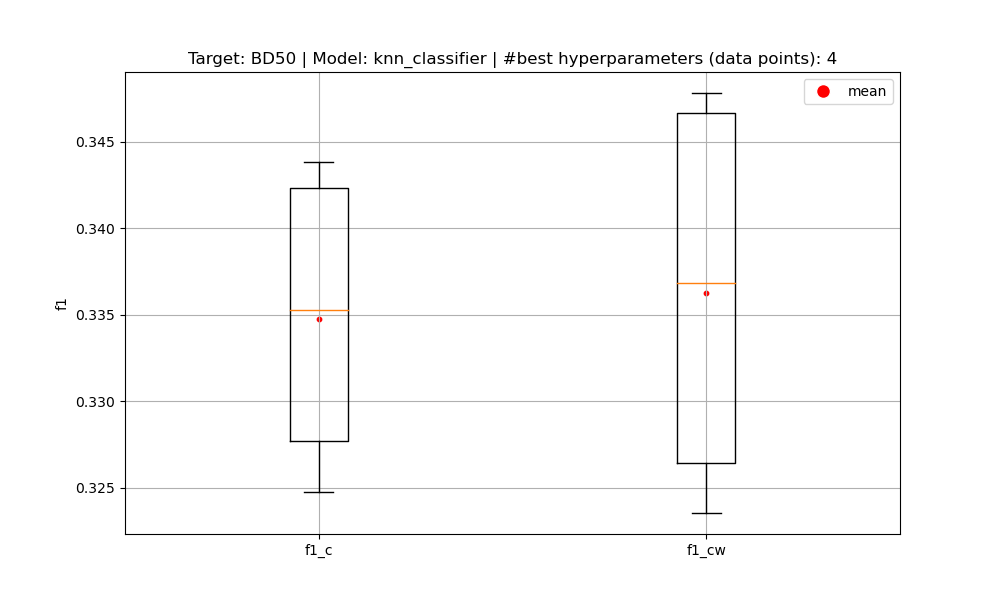 Target: BD50 | Model: knn_classifier | #best hyperparameters (data points): 4
mean
0.345
0.340
0.335
0.330
0.325
f1
f1_c
f1_cw